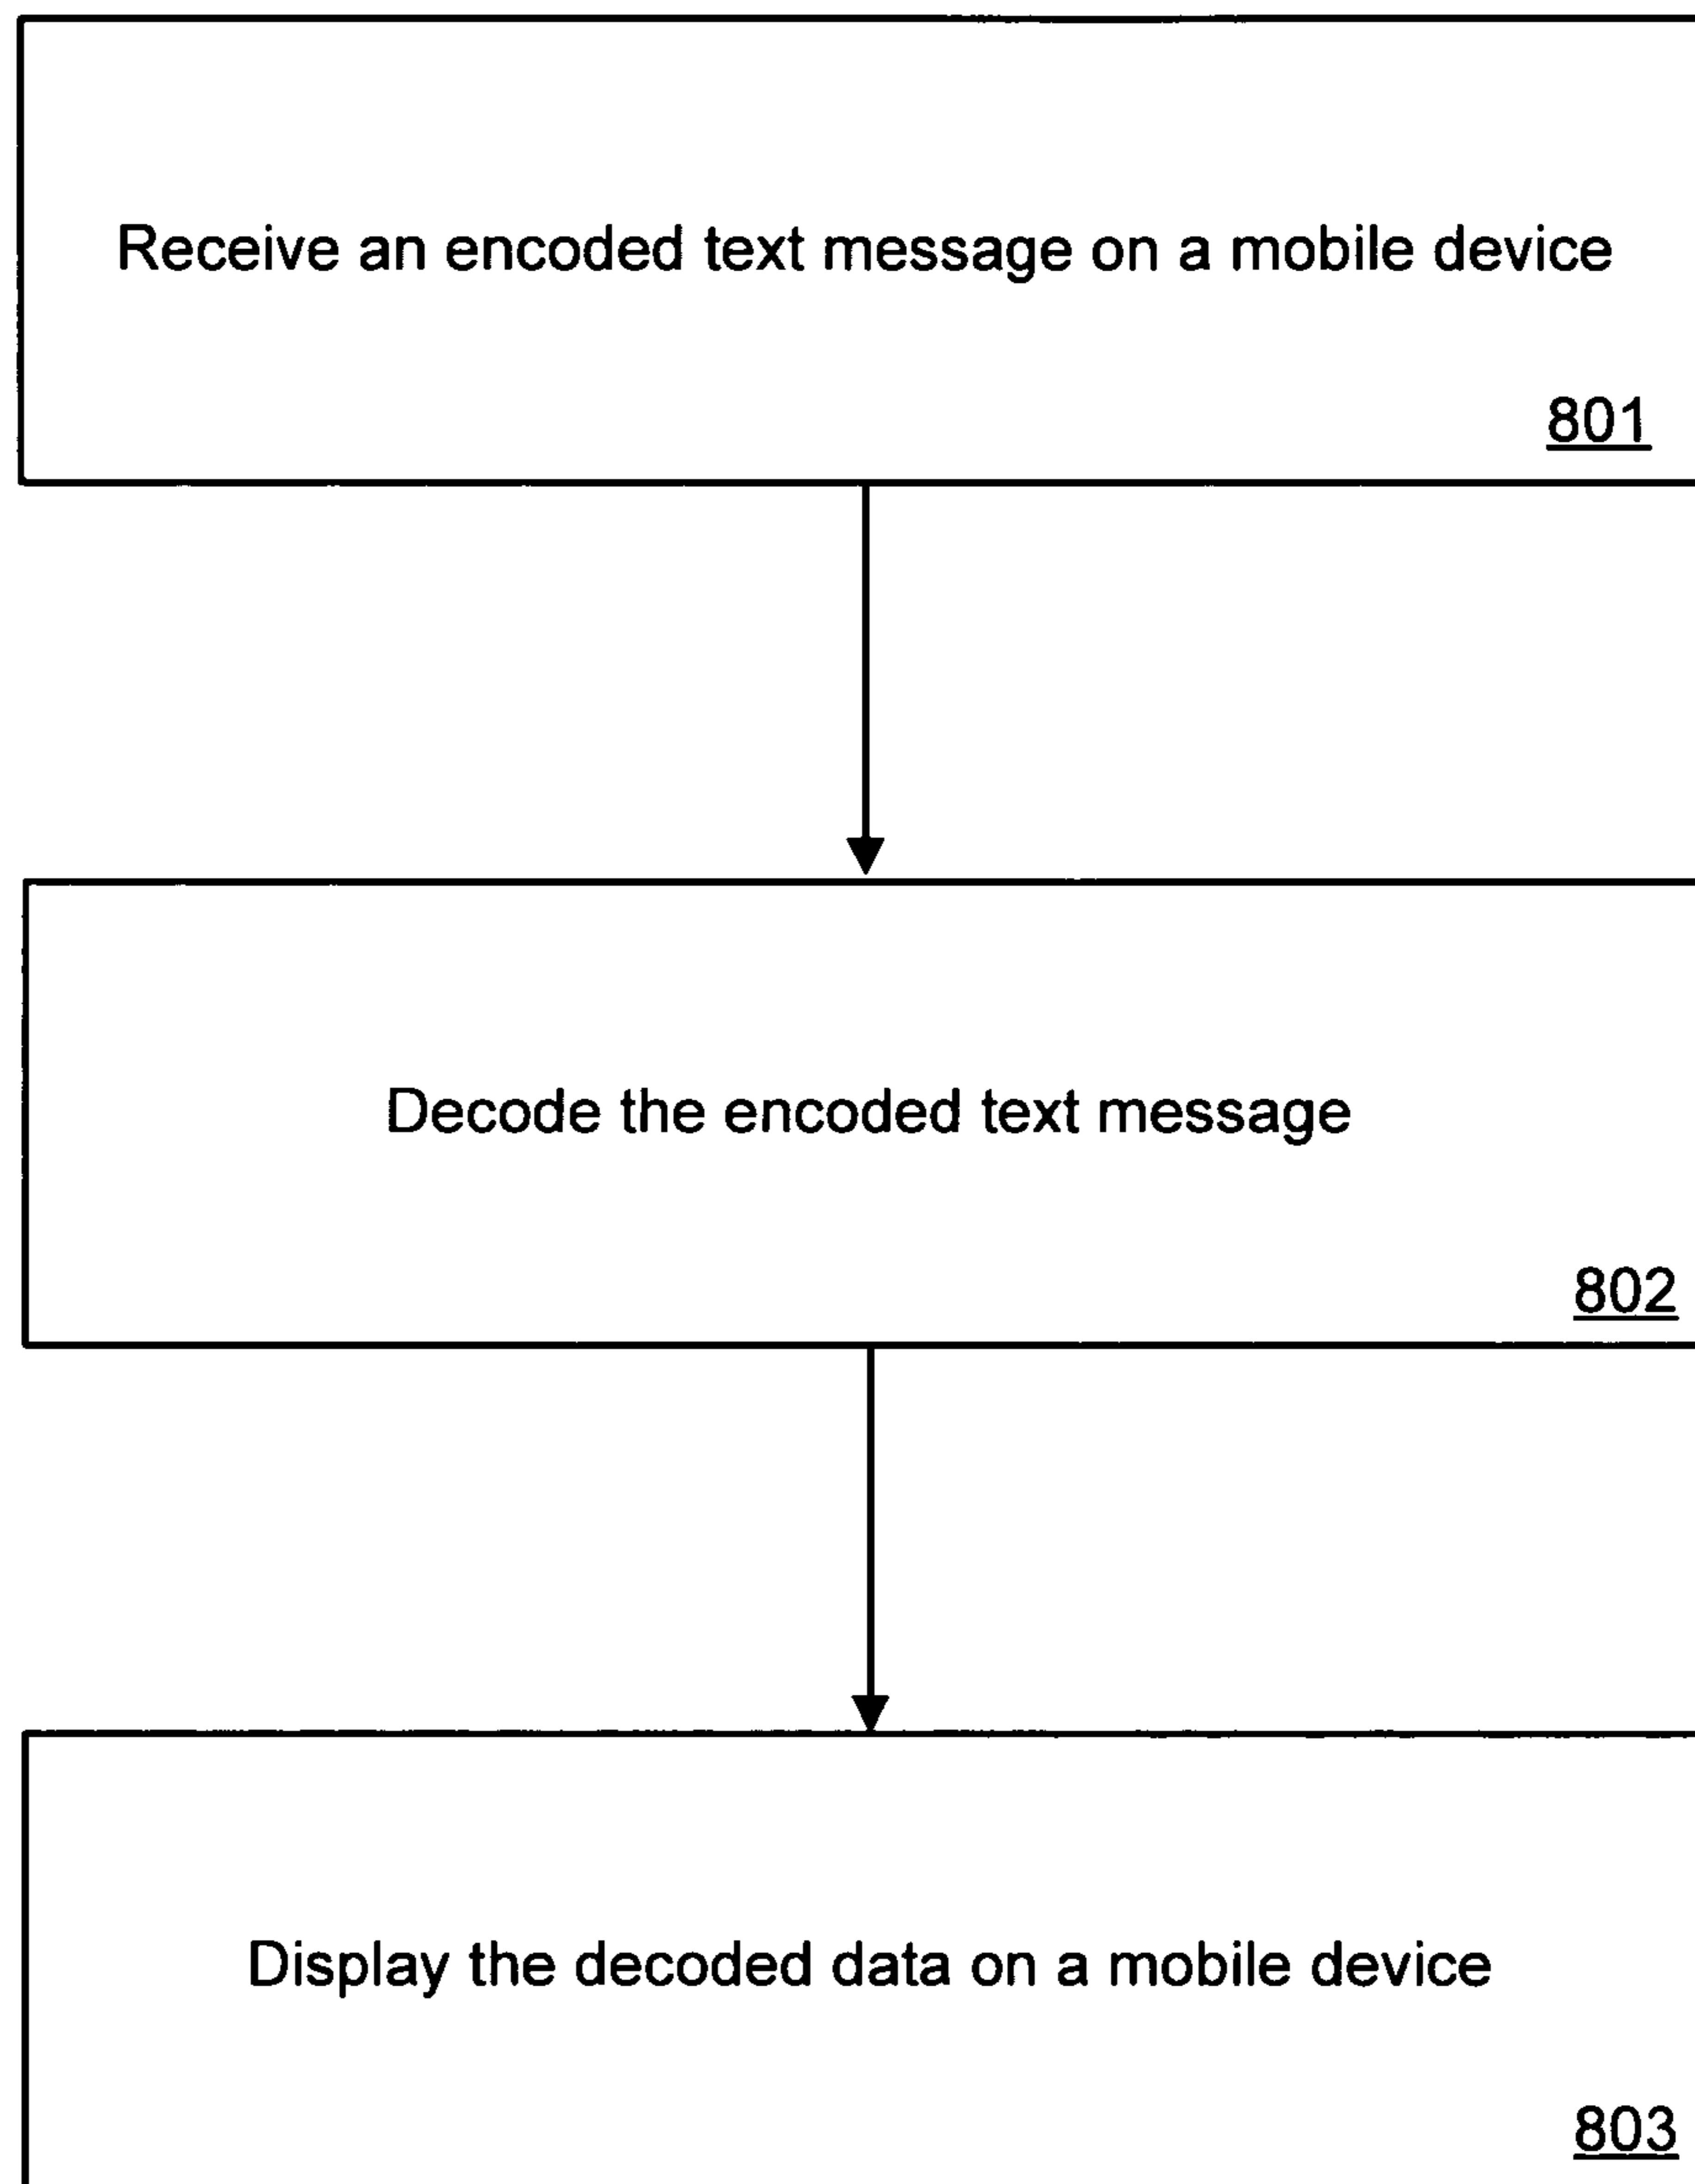 Receive an encoded text message on a mobile device
801
Decode the encoded text message
802
Display the decoded data on a mobile device
803